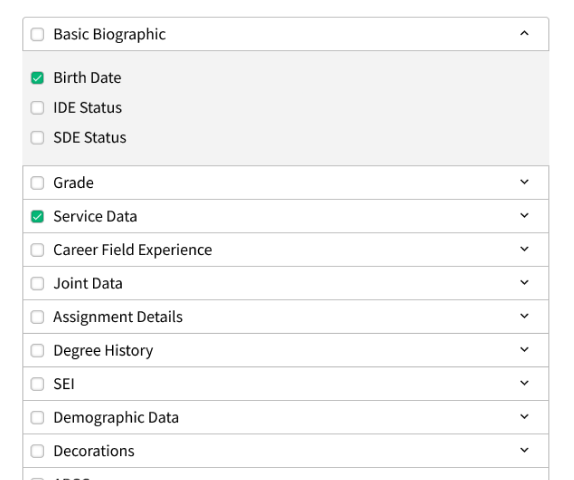 Basic Biographic
Birth Date
IDE Status
SDE Status
Grade
Service Data
Career Field Experience
Joint Data
Assignment Details
Degree History
SEI
Demographic Data
Decorations